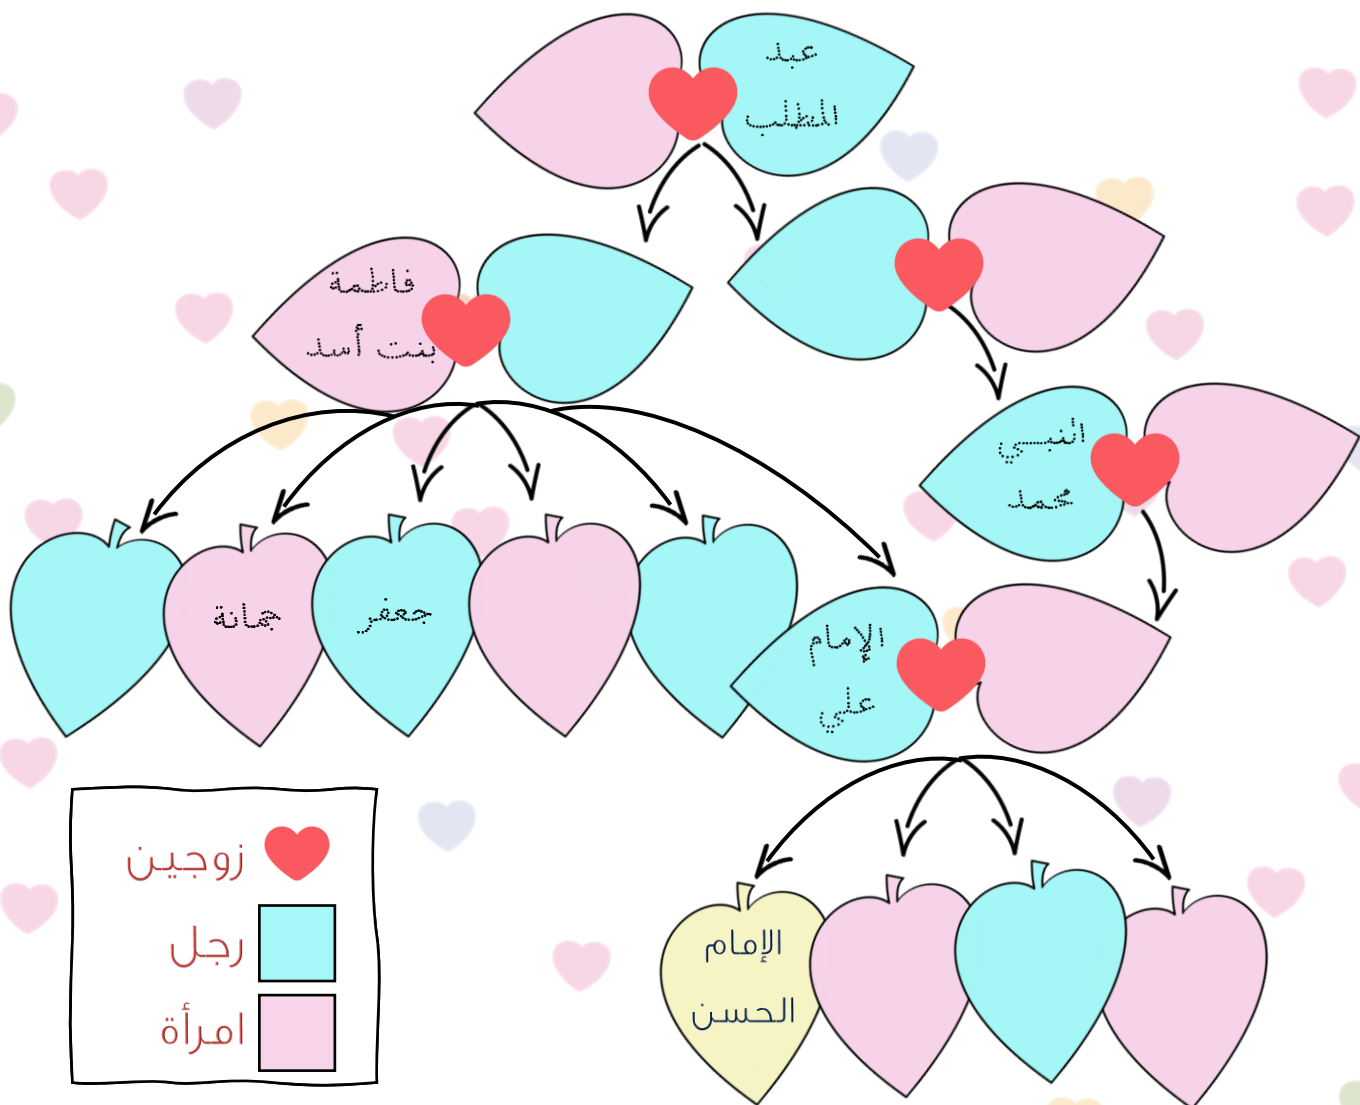 عبد
المطلب
فاطمة
بنت أسد
النبي
محمد
جمانة
جعفر
الإمام
علي
الإمام
الحسن
زوجين
رجل
امرأة